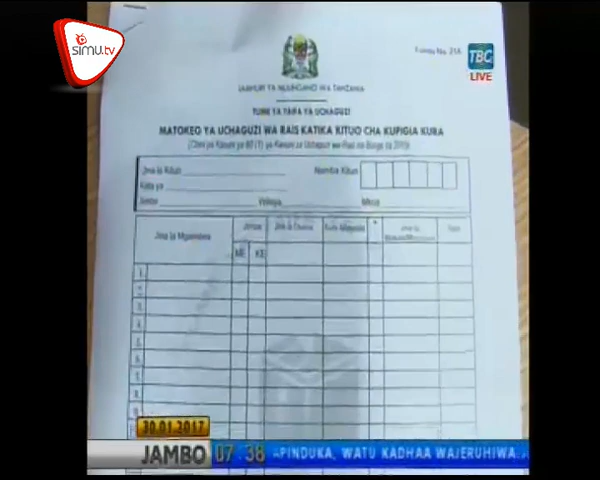 SIMU.tv
Fomu Na. 21A
TBC
LIVE
JAMHURI YA MUUNGANO WA TANZANIA
TUME YA TAIFA YA UCHAGUZI
MATOKEO YA UCHAGUZI WA RAIS KATIKA KITUO CHA KUPIGIA KURA
Jina la Kituo
Namba Kituo
Kata ya
Jimbo
Wilaya
Mkoa
Jina la Mgombea
Jinsia
Jina la Chama
ME
KE
1.
2.
3.
4.
5.
6.
7.
8.
9.
30.01.2017
JAMBO
07:38
APINDUKA, WATU KADHAA WAJERUHIWA.